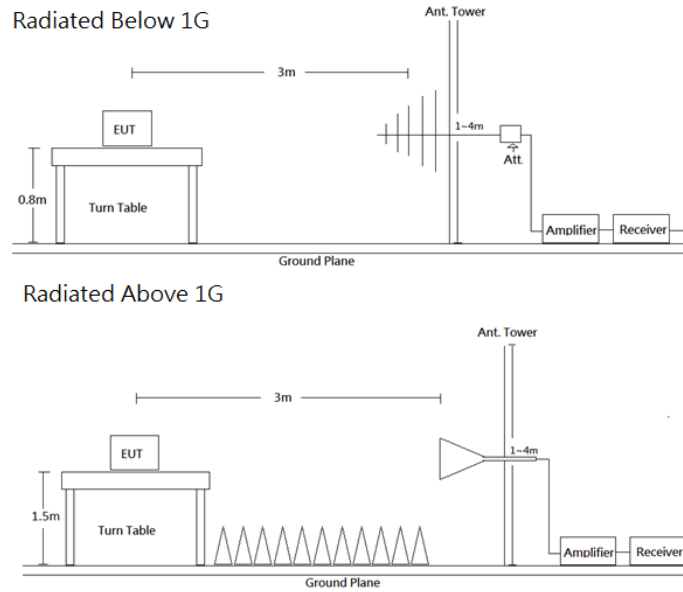 Radiated Below 1G
Ant. Tower
3m
EUT
1~4m
Att.
0.8m
Turn Table
Amplifier
Receiver
Ground Plane
Radiated Above 1G
Ant. Tower
3m
EUT
1~4m
1.5m
Turn Table
Amplifier
Receiver
Ground Plane